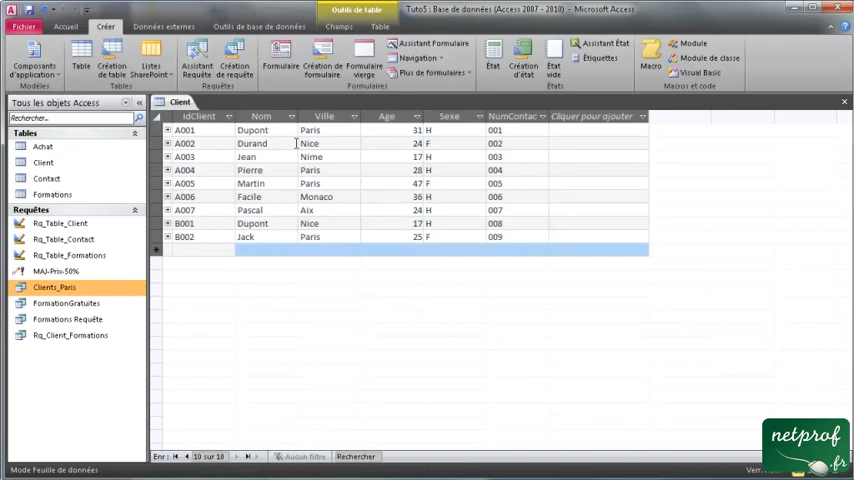 Outils de table
Tuto5 : Base de données (Access 2007 - 2010) - Microsoft Access
Fichier Accueil Créer Données externes Outils de base de données Champs Table
Composants d'application
Table
Création de table
Listes SharePoint
Assistant Requête
Création de requête
Formulaire
Création de formulaire
Formulaire vierge
Assistant Formulaire
Navigation
Plus de formulaires
État
Création d'état
Assistant État
Étiquettes
Macro
Module
Module de classe
Visual Basic
Modèles Tables Requêtes Formulaires États Macros et code
Tous les objets Access
Rechercher...
Tables
Achat
Client
Contact
Formations
Requêtes
Rq_Table_Client
Rq_Table_Contact
Rq_Table_Formations
MAJ-Prix-50%
Clients_Paris
FormationGratuites
Formations Requête
Rq_Client_Formations
Client
idClient Nom Ville Age Sexe NumContac Cliquer pour ajouter
A001 Dupont Paris 31 H 001
A002 Durand Nice 24 F 002
A003 Jean Nime 17 H 003
A004 Pierre Paris 28 H 004
A005 Martin Paris 47 F 005
A006 Facile Monaco 36 H 006
A007 Pascal Aix 24 H 007
B001 Dupont Nice 17 H 008
B002 Jack Paris 25 F 009
Enr : 10 sur 10 Aucun filtre Rechercher
Mode Feuille de données
Verr.
netprof
.fr